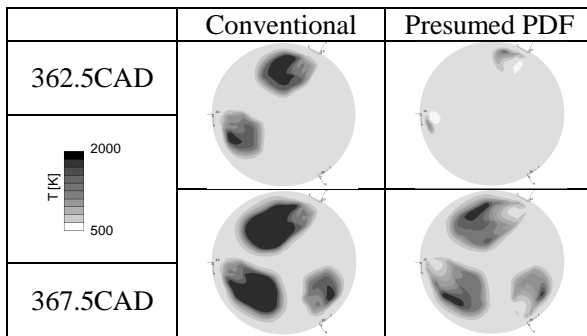 Conventional
Presumed PDF
362.5CAD
2000
T [K]
500
367.5CAD